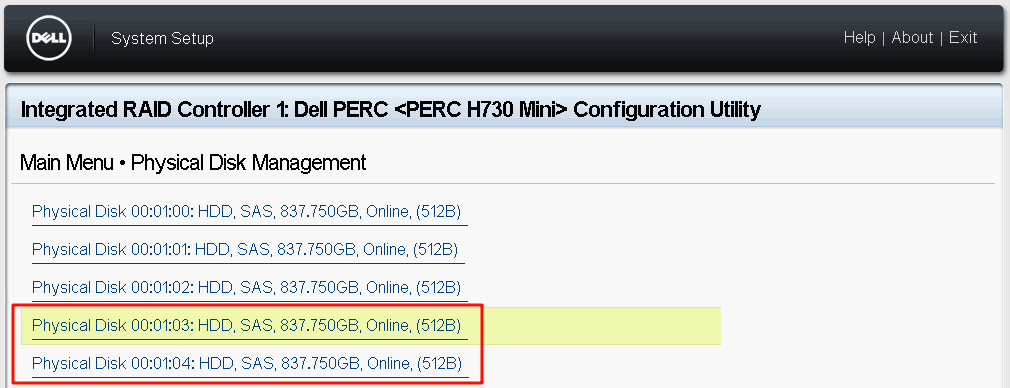 DELL
System Setup
Help | About | Exit
Integrated RAID Controller 1: Dell PERC <PERC H730 Mini> Configuration Utility
Main Menu • Physical Disk Management
Physical Disk 00:01:00: HDD, SAS, 837.750GB, Online, (512B)
Physical Disk 00:01:01: HDD, SAS, 837.750GB, Online, (512B)
Physical Disk 00:01:02: HDD, SAS, 837.750GB, Online, (512B)
Physical Disk 00:01:03: HDD, SAS, 837.750GB, Online, (512B)
Physical Disk 00:01:04: HDD, SAS, 837.750GB, Online, (512B)